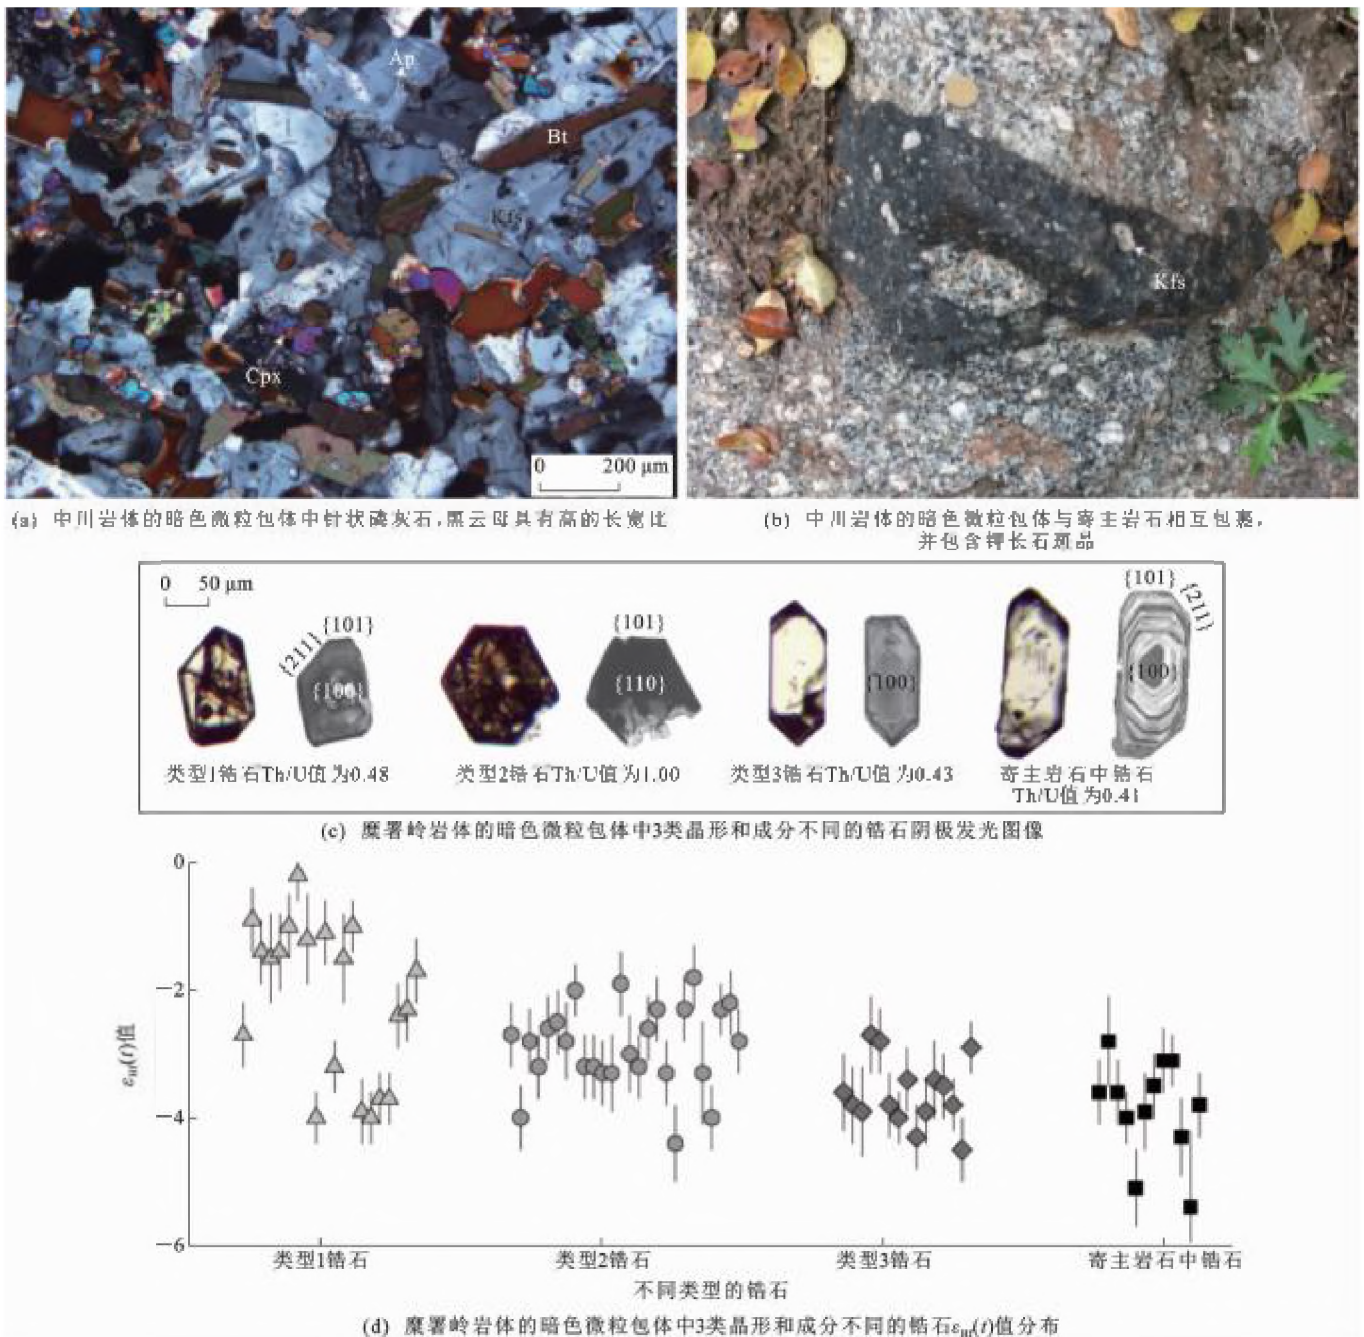 Ap
Bt
Kfs
Cpx
0 200 μm
Kfs
(a) 中川岩体的暗色微粒包体中针状磷灰石,黑云母具有高的长宽比
(b) 中川岩体的暗色微粒包体与寄主岩石相互包裹,
并包含钾长石斑晶
0 50 μm
{101}
{211}
{100}
{101}
{110}
{100}
{101}
{211}
{100}
类型1锆石Th/U值为0.48
类型2锆石Th/U值为1.00
类型3锆石Th/U值为0.43
寄主岩石中锆石
Th/U值为0.41
(c) 糜署岭岩体的暗色微粒包体中3类晶形和成分不同的锆石阴极发光图像
0
−2
−4
−6
εHf(t)值
类型1锆石
类型2锆石
类型3锆石
寄主岩石中锆石
不同类型的锆石
(d) 糜署岭岩体的暗色微粒包体中3类晶形和成分不同的锆石εHf(t)值分布